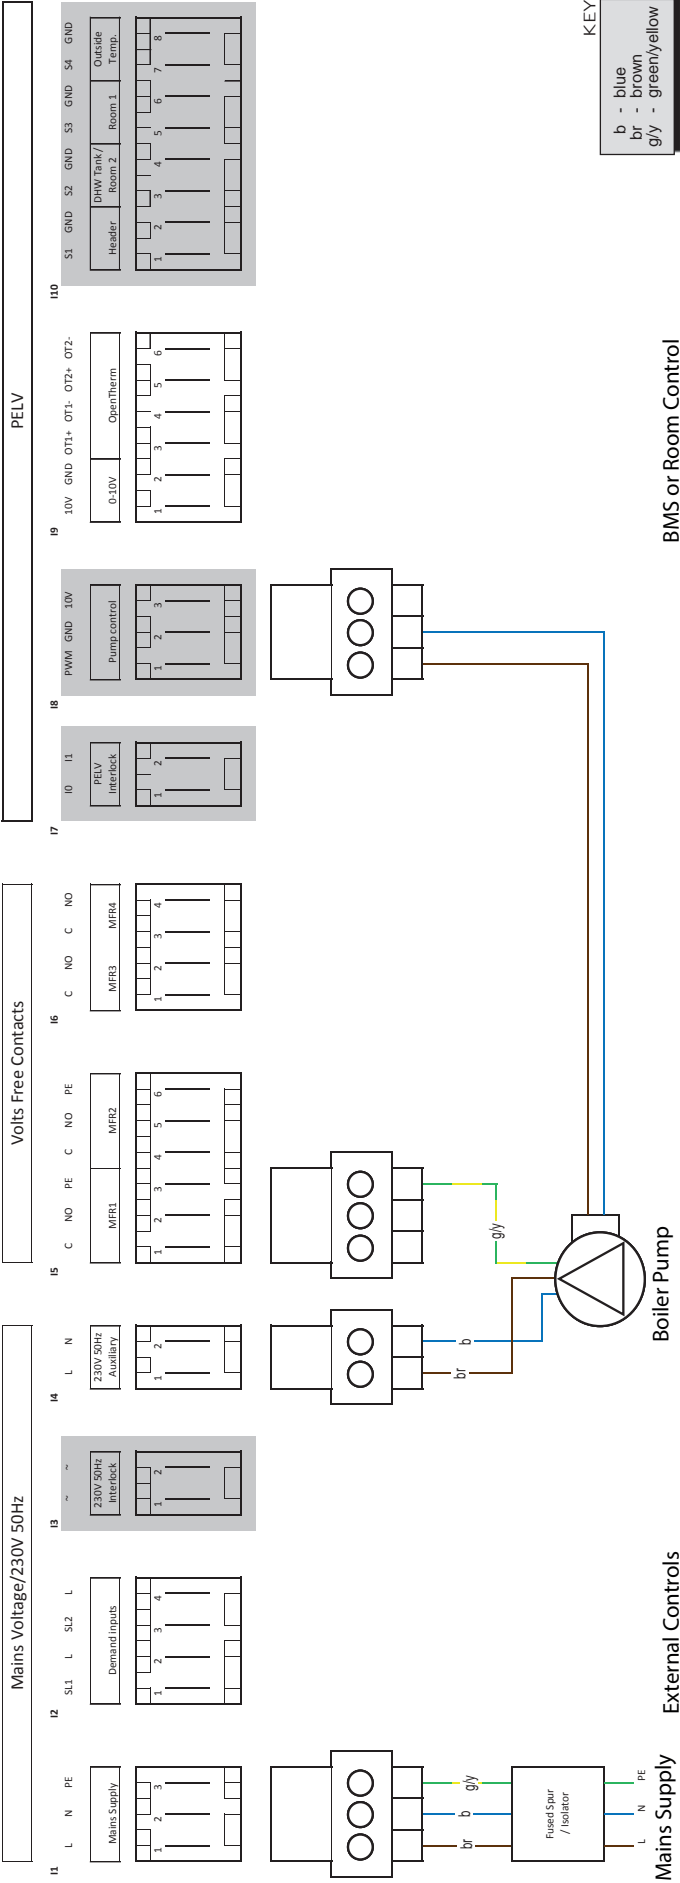 Mains Voltage/230V 50Hz
Volts Free Contacts
PELV
I1
I2
I3
I4
I5
I6
I7
I8
I9
I10
L N PE
SL1 L SL2 L
~ ~
L N
C NO PE C NO PE
C NO C NO
I0 I1
PWM GND 10V
10V GND OT1+ OT1- OT2+ OT2-
S1 GND S2 GND S3 GND S4 GND
Mains Supply
Demand inputs
230V 50Hz
Interlock
230V 50Hz
Auxiliary
MFR1
MFR2
MFR3
MFR4
PELV
Interlock
Pump control
0-10V
OpenTherm
Header
DHW Tank /
Room 2
Room 1
Outside
Temp.
1 2 3
1 2 3 4
1 2
1 2
1 2 3 4 5 6
1 2 3 4
1 2
1 2 3
1 2 3 4 5 6
1 2 3 4 5 6 7 8
br b g/y
br b
g/y
Fused Spur
/ Isolator
L N PE
Mains Supply
External Controls
Boiler Pump
BMS or Room Control
KEY
b - blue
br - brown
g/y - green/yellow